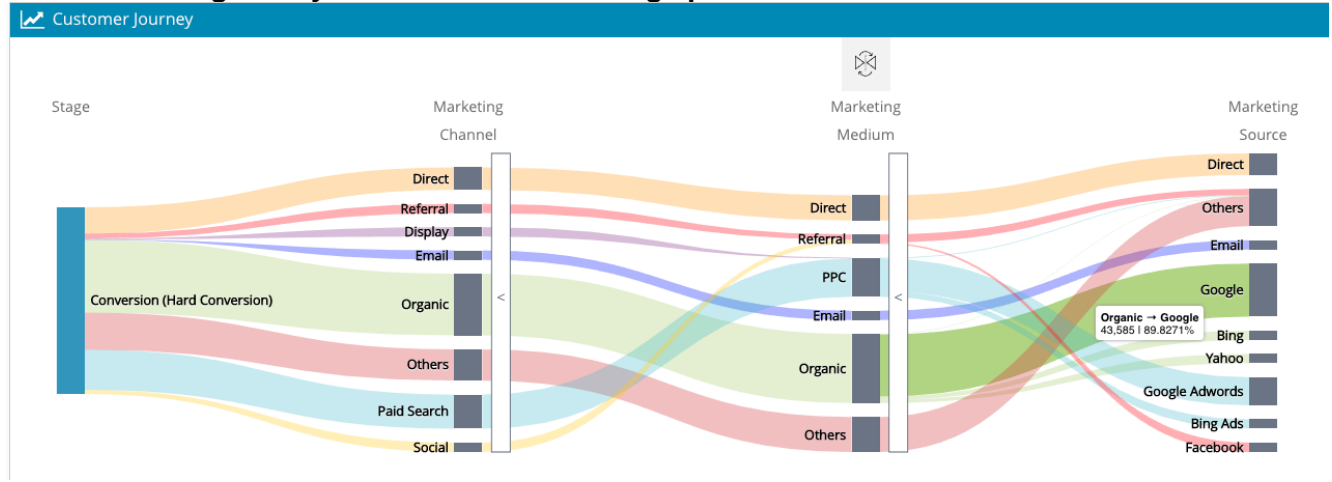 Customer Journey
Stage
Marketing
Channel
Marketing
Medium
Marketing
Source
Conversion (Hard Conversion)
Direct
Referral
Display
Email
Organic
Others
Paid Search
Social
<
Direct
Referral
PPC
Email
Organic
Others
<
Direct
Others
Email
Google
Organic → Google
43,585 | 89.8271%
Bing
Yahoo
Google Adwords
Bing Ads
Facebook